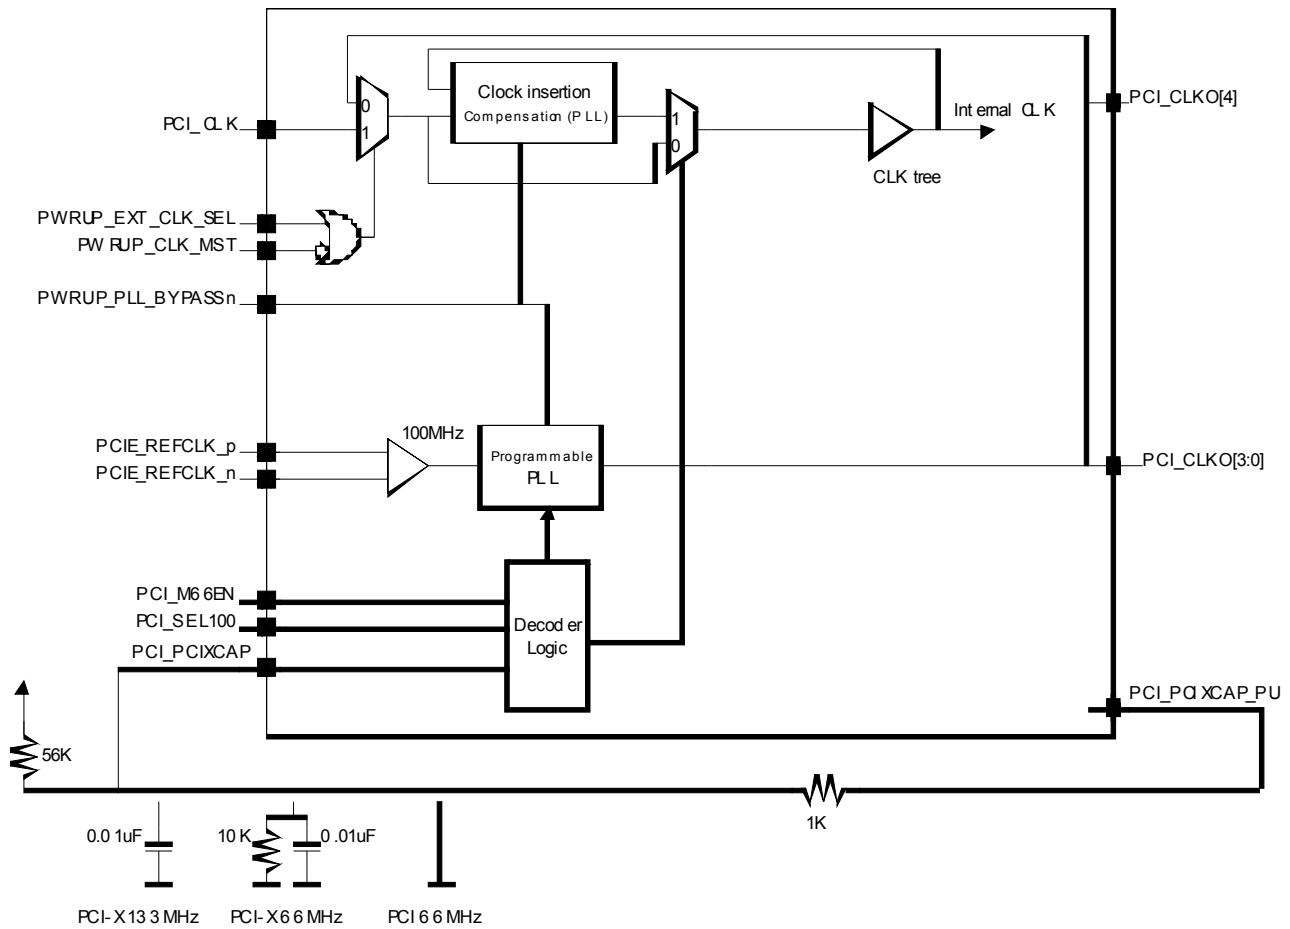 Clock insertion
Compensation (PLL)
0
1
1
0
PCI_CLK
PCI_CLKO[4]
Internal CLK
CLK tree
PWRUP_EXT_CLK_SEL
PWRUP_CLK_MST
PWRUP_PLL_BYPASSn
100MHz
PCIE_REFCLK_p
PCIE_REFCLK_n
Programmable
PLL
PCI_CLKO[3:0]
PCI_M66EN
PCI_SEL100
PCI_PCIXCAP
Decoder
Logic
PCI_PCIXCAP_PU
56K
1K
0.01uF
10K
0.01uF
PCI-X133MHz
PCI-X66MHz
PCI66MHz